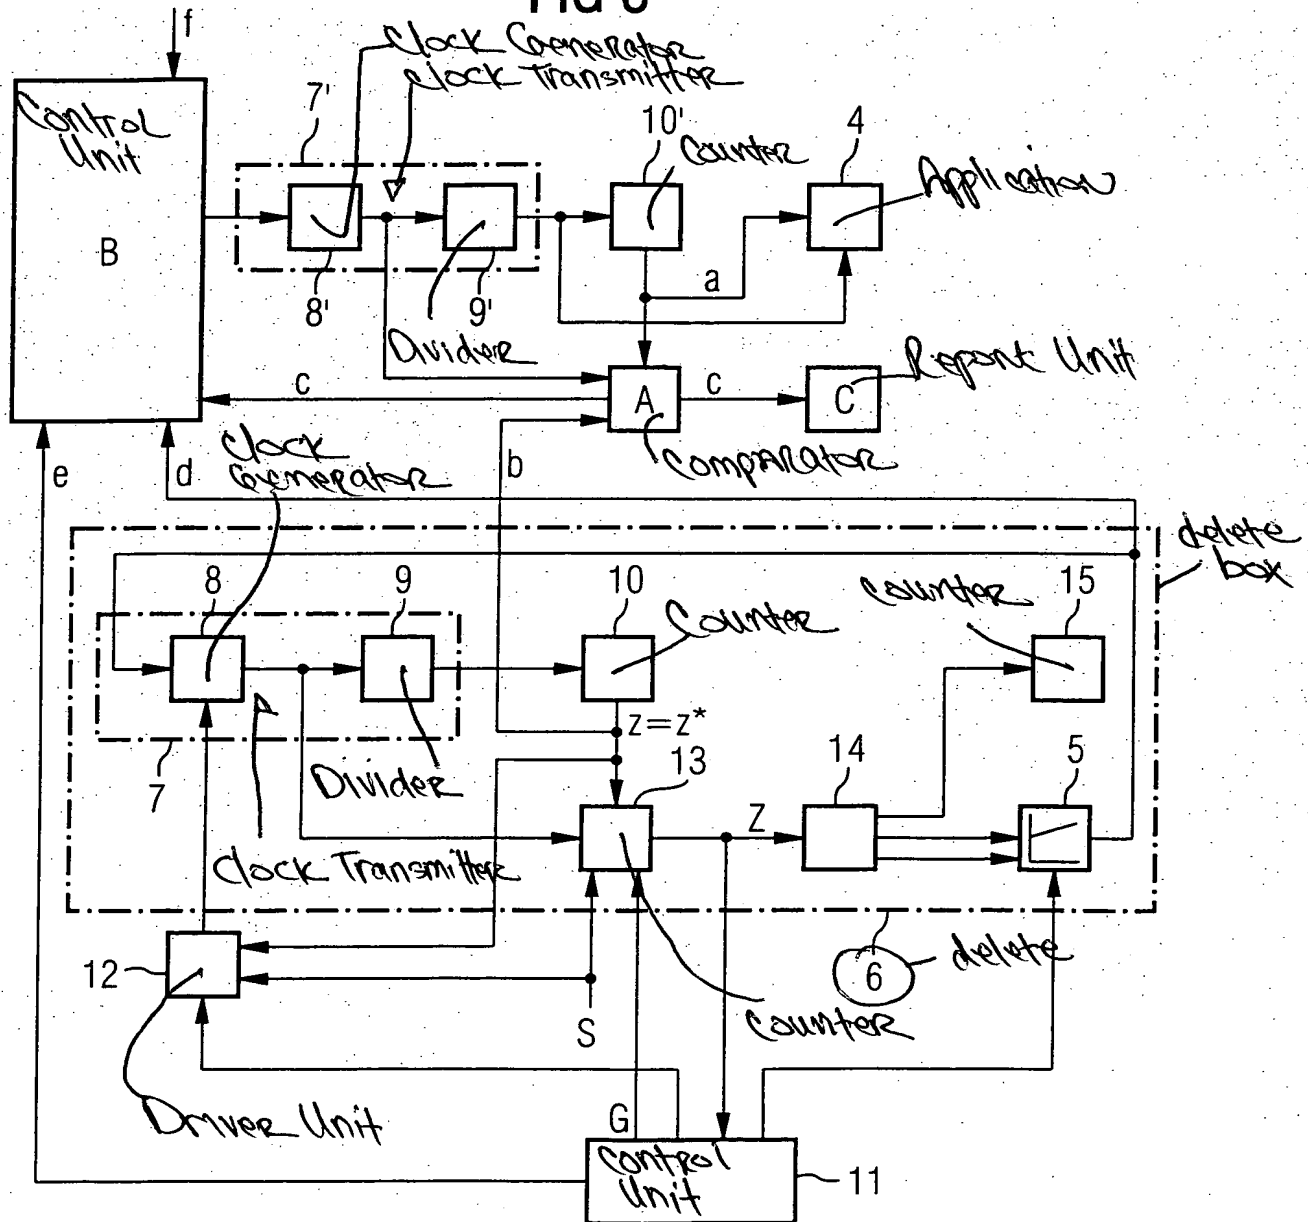 f
Clock Generator
Clock Transmitter
Control
Unit
7'
10'
Counter
4
Application
B
8'
9'
a
Divider
c
A
c
C
Report Unit
Comparator
Clock
Generator
e
d
b
delete
box
8
9
10
Counter
counter
15
z=z*
7
Divider
13
14
5
Z
Clock Transmitter
12
6
delete
S
Counter
Driver Unit
G
Control
Unit
11